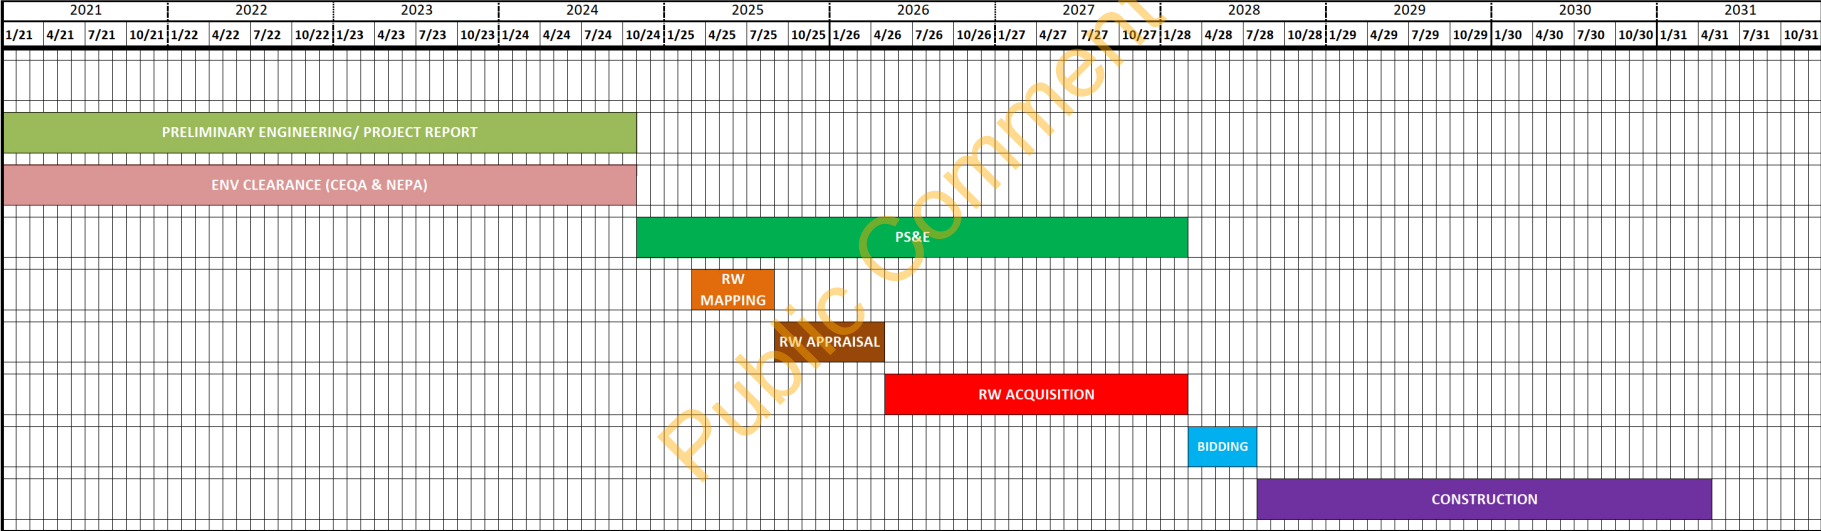 2021 2022 2023 2024 2025 2026 2027 2028 2029 2030 2031
1/21 4/21 7/21 10/21 1/22 4/22 7/22 10/22 1/23 4/23 7/23 10/23 1/24 4/24 7/24 10/24 1/25 4/25 7/25 10/25 1/26 4/26 7/26 10/26 1/27 4/27 7/27 10/27 1/28 4/28 7/28 10/28 1/29 4/29 7/29 10/29 1/30 4/30 7/30 10/30 1/31 4/31 7/31 10/31
PRELIMINARY ENGINEERING/ PROJECT REPORT
ENV CLEARANCE (CEQA & NEPA)
PS&E
RW
MAPPING
RW APPRAISAL
RW ACQUISITION
BIDDING
CONSTRUCTION
Public Comment